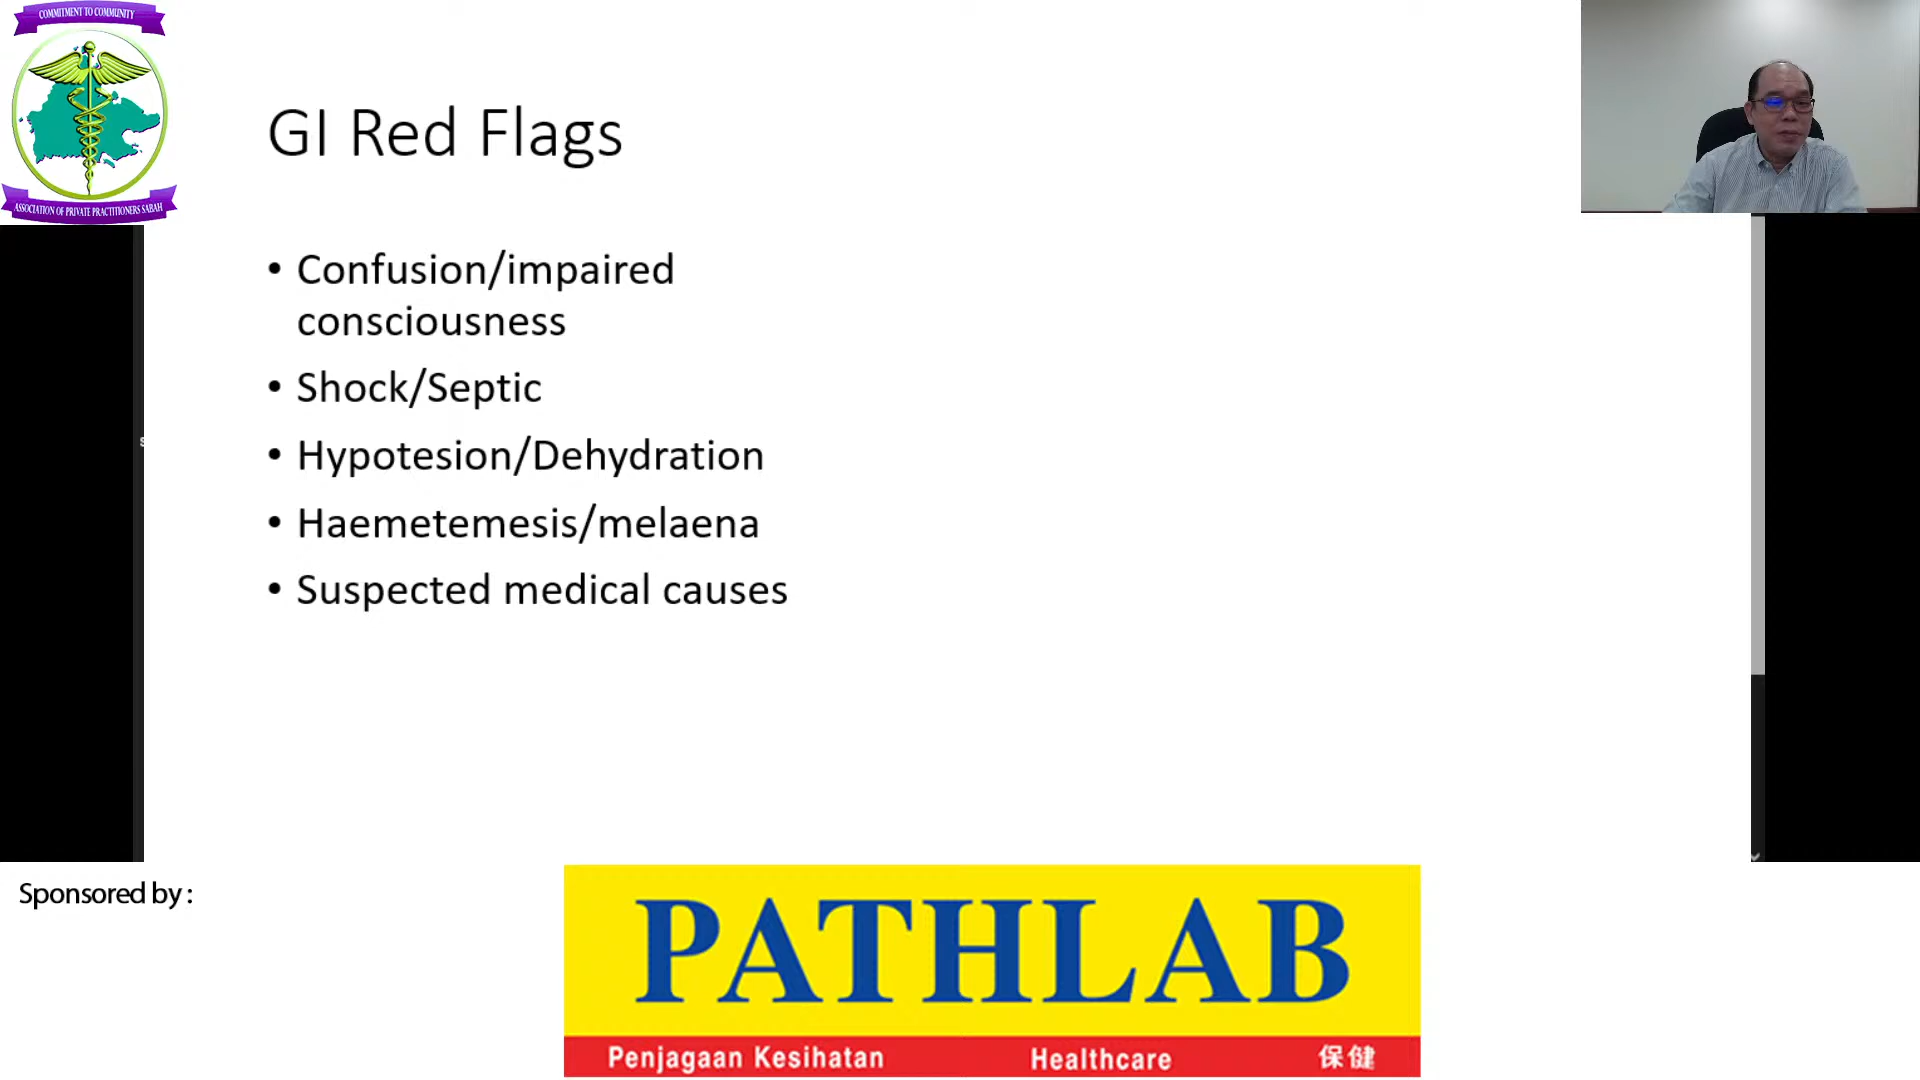 COMMITMENT TO COMMUNITY
ASSOCIATION OF PRIVATE PRACTITIONERS SABAH
GI Red Flags
• Confusion/impaired
consciousness
• Shock/Septic
• Hypotesion/Dehydration
• Haemetemesis/melaena
• Suspected medical causes
s
Sponsored by :
PATHLAB
Penjagaan Kesihatan Healthcare 保健